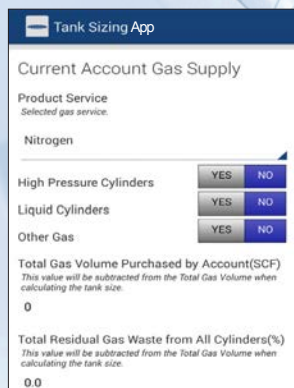 Tank Sizing App
Current Account Gas Supply
Product Service
Selected gas service.
Nitrogen
High Pressure Cylinders YES NO
Liquid Cylinders YES NO
Other Gas YES NO
Total Gas Volume Purchased by Account(SCF)
This value will be subtracted from the Total Gas Volume when
calculating the tank size.
0
Total Residual Gas Waste from All Cylinders(%)
This value will be subtracted from the Total Gas Volume when
calculating the tank size.
0.0